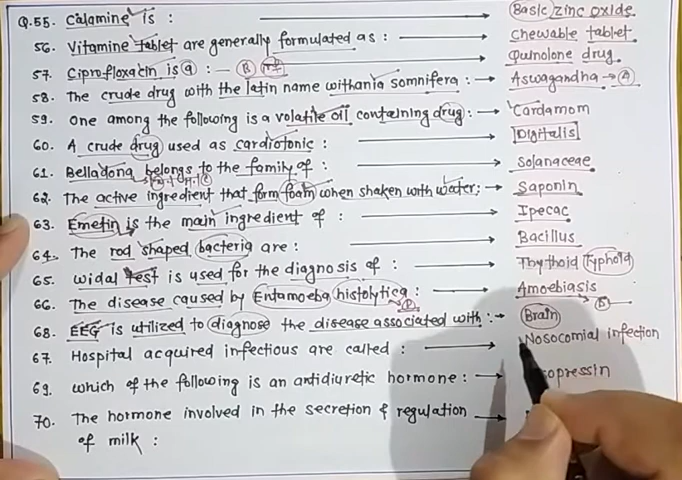 Q.55. Calamine is : → Basic zinc oxide
56. Vitamine Tablet are generally formulated as : → Chewable tablet
57. Ciprofloxacin is a : — B → Quinolone drug
58. The crude drug with the latin name withania somnifera : → Aswagandha → A
59. One among the following is a volatile oil containing drug : → Cardamom
60. A crude drug used as cardiotonic : → Digitalis
61. Belladona belongs to the family of : → Solanaceae
62. The active ingredient that form foam when shaken with water : → Saponin
63. Emetin is the main ingredient of : → Ipecac
64. The rod shaped bacteria are : → Bacillus
65. Widal Test is used for the diagnosis of : → Typhoid
66. The disease caused by Entamoeba histolytica : → Amoebiasis
68. EEG is utilized to diagnose the disease associated with : → Brain
67. Hospital acquired infectious are called : → Nosocomial infection
69. Which of the following is an antidiuretic hormone : →
70. The hormone involved in the secretion & regulation →
of milk :